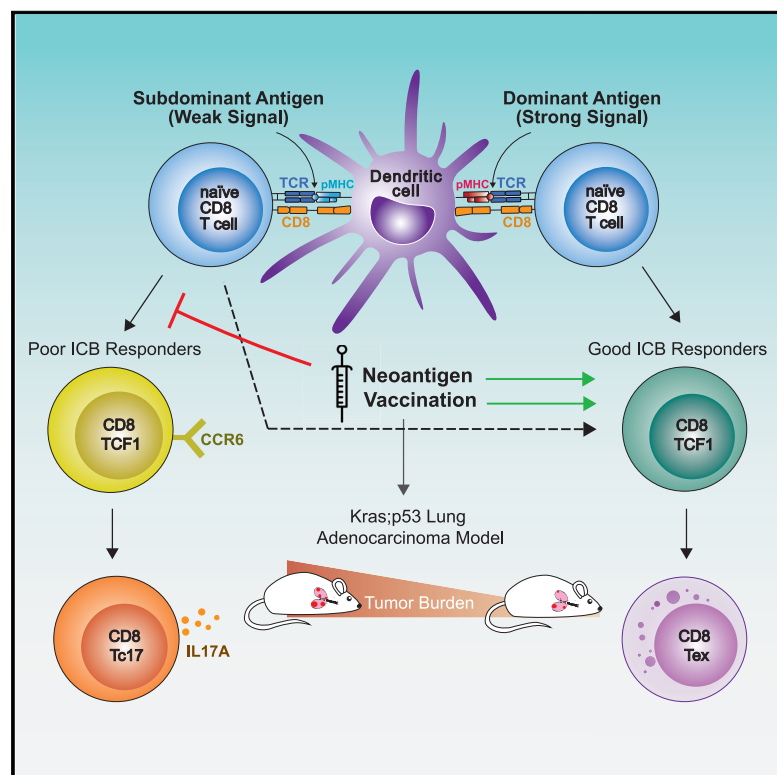 Subdominant Antigen
(Weak Signal)
Dominant Antigen
(Strong Signal)
Dendritic
cell
naïve
CD8
T cell
TCR
pMHC
CD8
pMHC
TCR
CD8
naïve
CD8
T cell
Poor ICB Responders
Good ICB Responders
Neoantigen
Vaccination
CD8
TCF1
CCR6
CD8
TCF1
Kras;p53 Lung
Adenocarcinoma Model
Tumor Burden
CD8
Tc17
IL17A
CD8
Tex